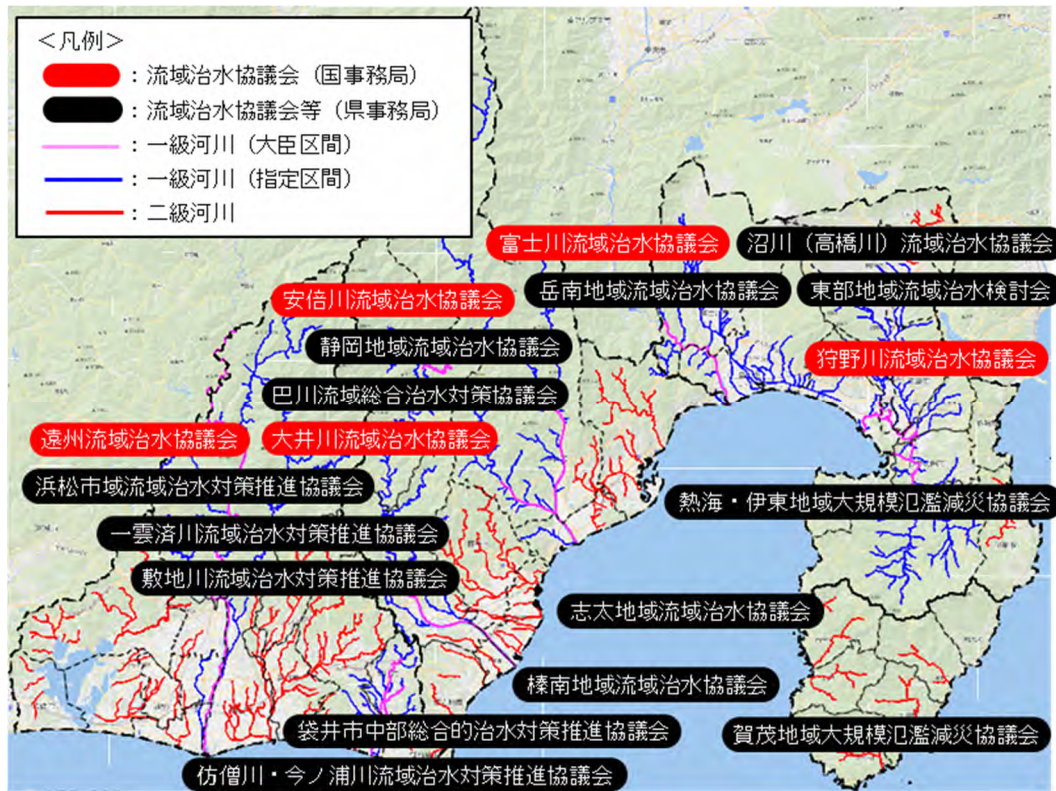 <凡例>
：流域治水協議会（国事務局）
：流域治水協議会等（県事務局）
：一級河川（大臣区間）
：一級河川（指定区間）
：二級河川
富士川流域治水協議会
沼川（高橋川）流域治水協議会
岳南地域流域治水協議会
東部地域流域治水検討会
安倍川流域治水協議会
静岡地域流域治水協議会
狩野川流域治水協議会
巴川流域総合治水対策協議会
遠州流域治水協議会
大井川流域治水協議会
浜松市域流域治水対策推進協議会
熱海・伊東地域大規模氾濫減災協議会
一雲済川流域治水対策推進協議会
敷地川流域治水対策推進協議会
志太地域流域治水協議会
榛南地域流域治水協議会
袋井市中部総合的治水対策推進協議会
賀茂地域大規模氾濫減災協議会
仿僧川・今ノ浦川流域治水対策推進協議会